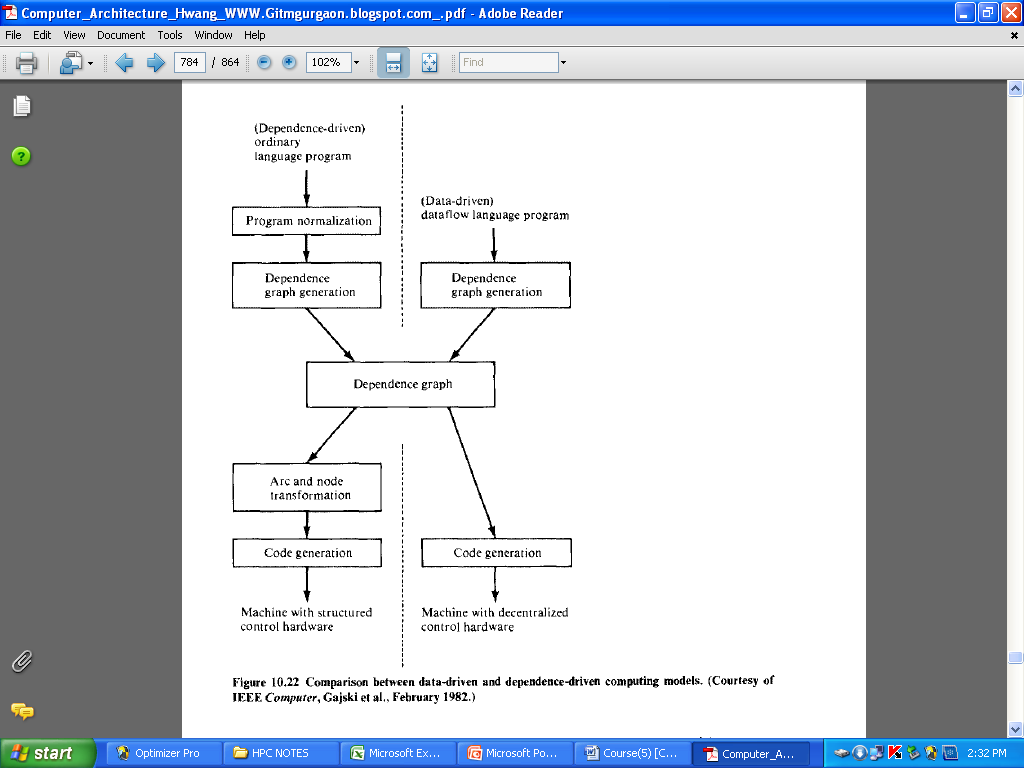 Computer_Architecture_Hwang_WWW.Gitmgurgaon.blogspot.com_.pdf - Adobe Reader
File Edit View Document Tools Window Help
784 / 864 102% Find
(Dependence-driven)
ordinary
language program
Program normalization
Dependence
graph generation
(Data-driven)
dataflow language program
Dependence
graph generation
Dependence graph
Arc and node
transformation
Code generation
Machine with structured
control hardware
Code generation
Machine with decentralized
control hardware
Figure 10.22 Comparison between data-driven and dependence-driven computing models. (Courtesy of
IEEE Computer, Gajski et al., February 1982.)
start Optimizer Pro HPC NOTES Microsoft Ex... Microsoft Po... Course(5) [C... Computer_A... 2:32 PM